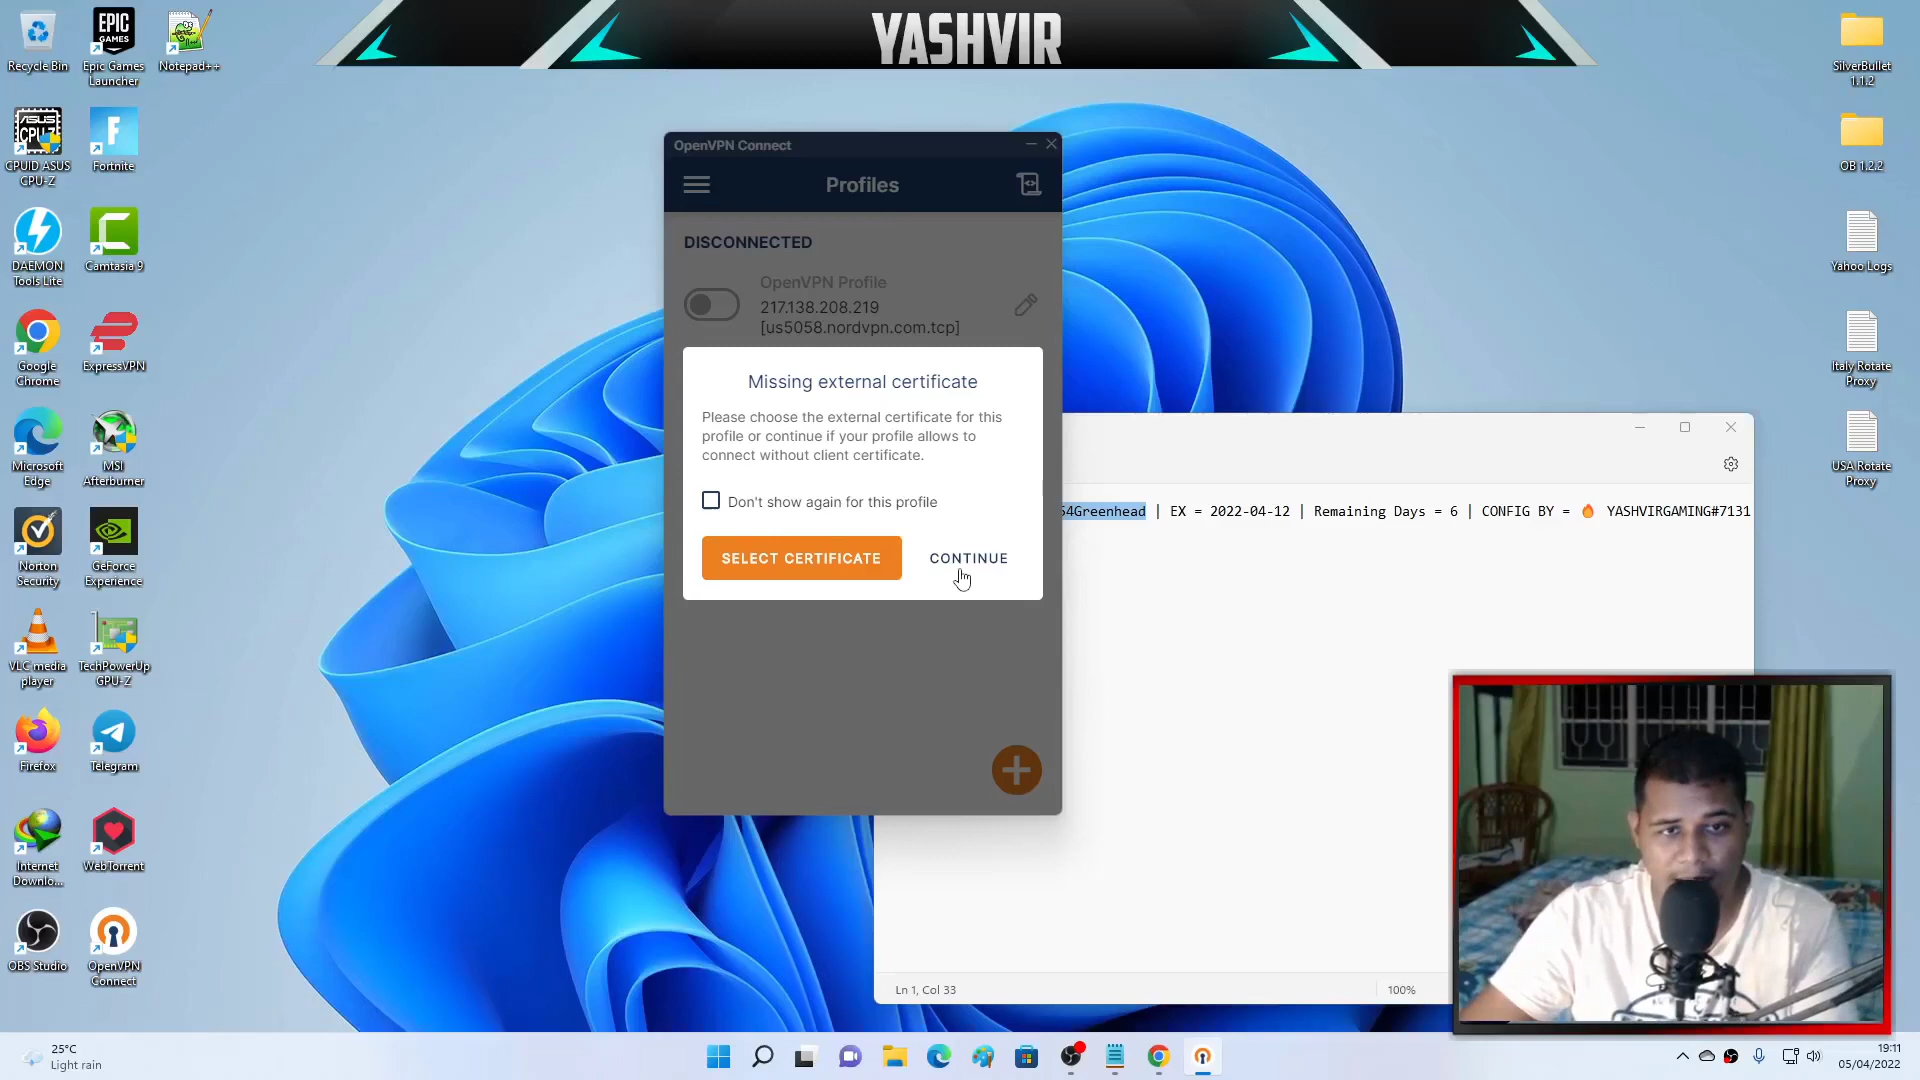 YASHVIR
Recycle Bin
Epic Games
Launcher
Notepad++
CPUID ASUS
CPU-Z
Fortnite
DAEMON
Tools Lite
Camtasia 9
Google
Chrome
ExpressVPN
Microsoft
Edge
MSI
Afterburner
Norton
Security
GeForce
Experience
VLC media
player
TechPowerUp
GPU-Z
Firefox
Telegram
Internet
Downlo...
WebTorrent
OBS Studio
OpenVPN
Connect
SilverBullet
1.1.2
OB 1.2.2
Yahoo Logs
Italy Rotate
Proxy
USA Rotate
Proxy
EPIC
GAMES
ASUS
CPU-Z
OpenVPN Connect
Profiles
DISCONNECTED
OpenVPN Profile
217.138.208.219
[us5058.nordvpn.com.tcp]
Missing external certificate
Please choose the external certificate for this
profile or continue if your profile allows to
connect without client certificate.
Don't show again for this profile
SELECT CERTIFICATE
CONTINUE
54Greenhead | EX = 2022-04-12 | Remaining Days = 6 | CONFIG BY = 🔥 YASHVIRGAMING#7131
Ln 1, Col 33
100%
25°C
Light rain
19:11
05/04/2022